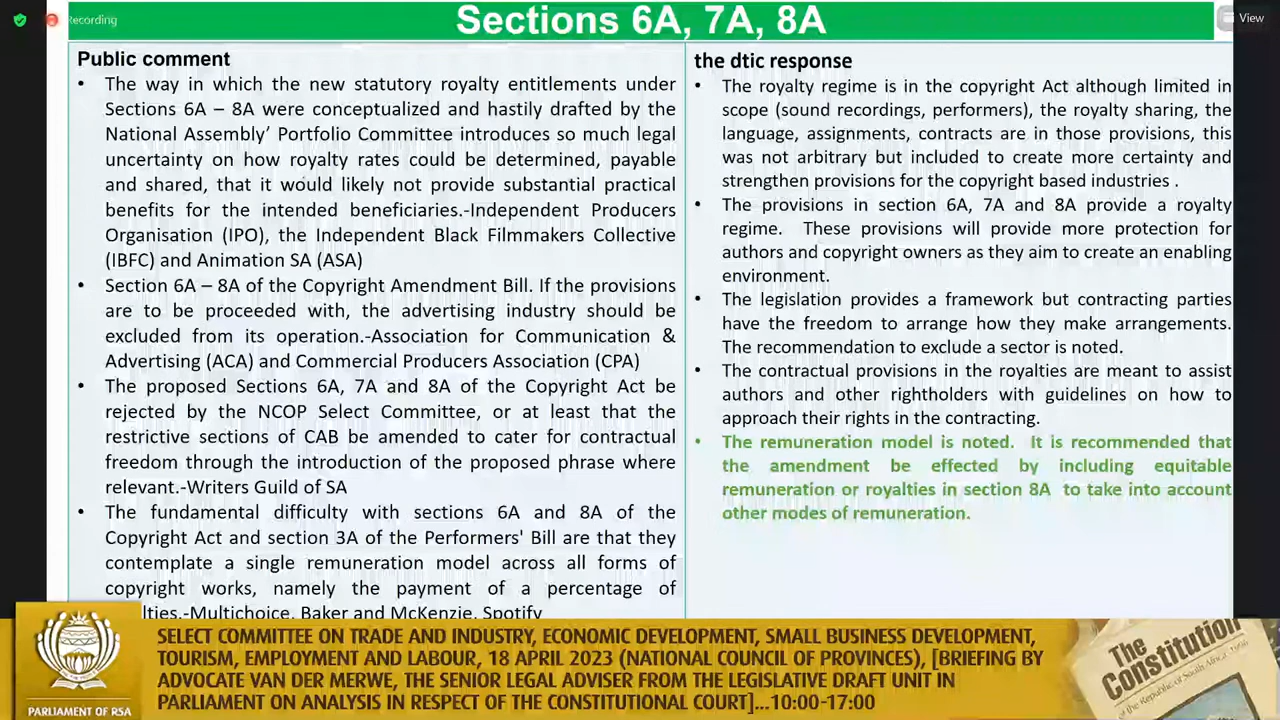 Recording
Sections 6A, 7A, 8A
View
Public comment
• The way in which the new statutory royalty entitlements under
Sections 6A – 8A were conceptualized and hastily drafted by the
National Assembly’ Portfolio Committee introduces so much legal
uncertainty on how royalty rates could be determined, payable
and shared, that it would likely not provide substantial practical
benefits for the intended beneficiaries.-Independent Producers
Organisation (IPO), the Independent Black Filmmakers Collective
(IBFC) and Animation SA (ASA)
• Section 6A – 8A of the Copyright Amendment Bill. If the provisions
are to be proceeded with, the advertising industry should be
excluded from its operation.-Association for Communication &
Advertising (ACA) and Commercial Producers Association (CPA)
• The proposed Sections 6A, 7A and 8A of the Copyright Act be
rejected by the NCOP Select Committee, or at least that the
restrictive sections of CAB be amended to cater for contractual
freedom through the introduction of the proposed phrase where
relevant.-Writers Guild of SA
• The fundamental difficulty with sections 6A and 8A of the
Copyright Act and section 3A of the Performers' Bill are that they
contemplate a single remuneration model across all forms of
copyright works, namely the payment of a percentage of
lties.-Multichoice, Baker and McKenzie, Spotify
the dtic response
• The royalty regime is in the copyright Act although limited in
scope (sound recordings, performers), the royalty sharing, the
language, assignments, contracts are in those provisions, this
was not arbitrary but included to create more certainty and
strengthen provisions for the copyright based industries .
• The provisions in section 6A, 7A and 8A provide a royalty
regime. These provisions will provide more protection for
authors and copyright owners as they aim to create an enabling
environment.
• The legislation provides a framework but contracting parties
have the freedom to arrange how they make arrangements.
The recommendation to exclude a sector is noted.
• The contractual provisions in the royalties are meant to assist
authors and other rightholders with guidelines on how to
approach their rights in the contracting.
• The remuneration model is noted. It is recommended that
the amendment be effected by including equitable
remuneration or royalties in section 8A to take into account
other modes of remuneration.
PARLIAMENT OF RSA
SELECT COMMITTEE ON TRADE AND INDUSTRY, ECONOMIC DEVELOPMENT, SMALL BUSINESS DEVELOPMENT,
TOURISM, EMPLOYMENT AND LABOUR, 18 APRIL 2023 (NATIONAL COUNCIL OF PROVINCES), [BRIEFING BY
ADVOCATE VAN DER MERWE, THE SENIOR LEGAL ADVISER FROM THE LEGISLATIVE DRAFT UNIT IN
PARLIAMENT ON ANALYSIS IN RESPECT OF THE CONSTITUTIONAL COURT]...10:00-17:00
The
Constitution